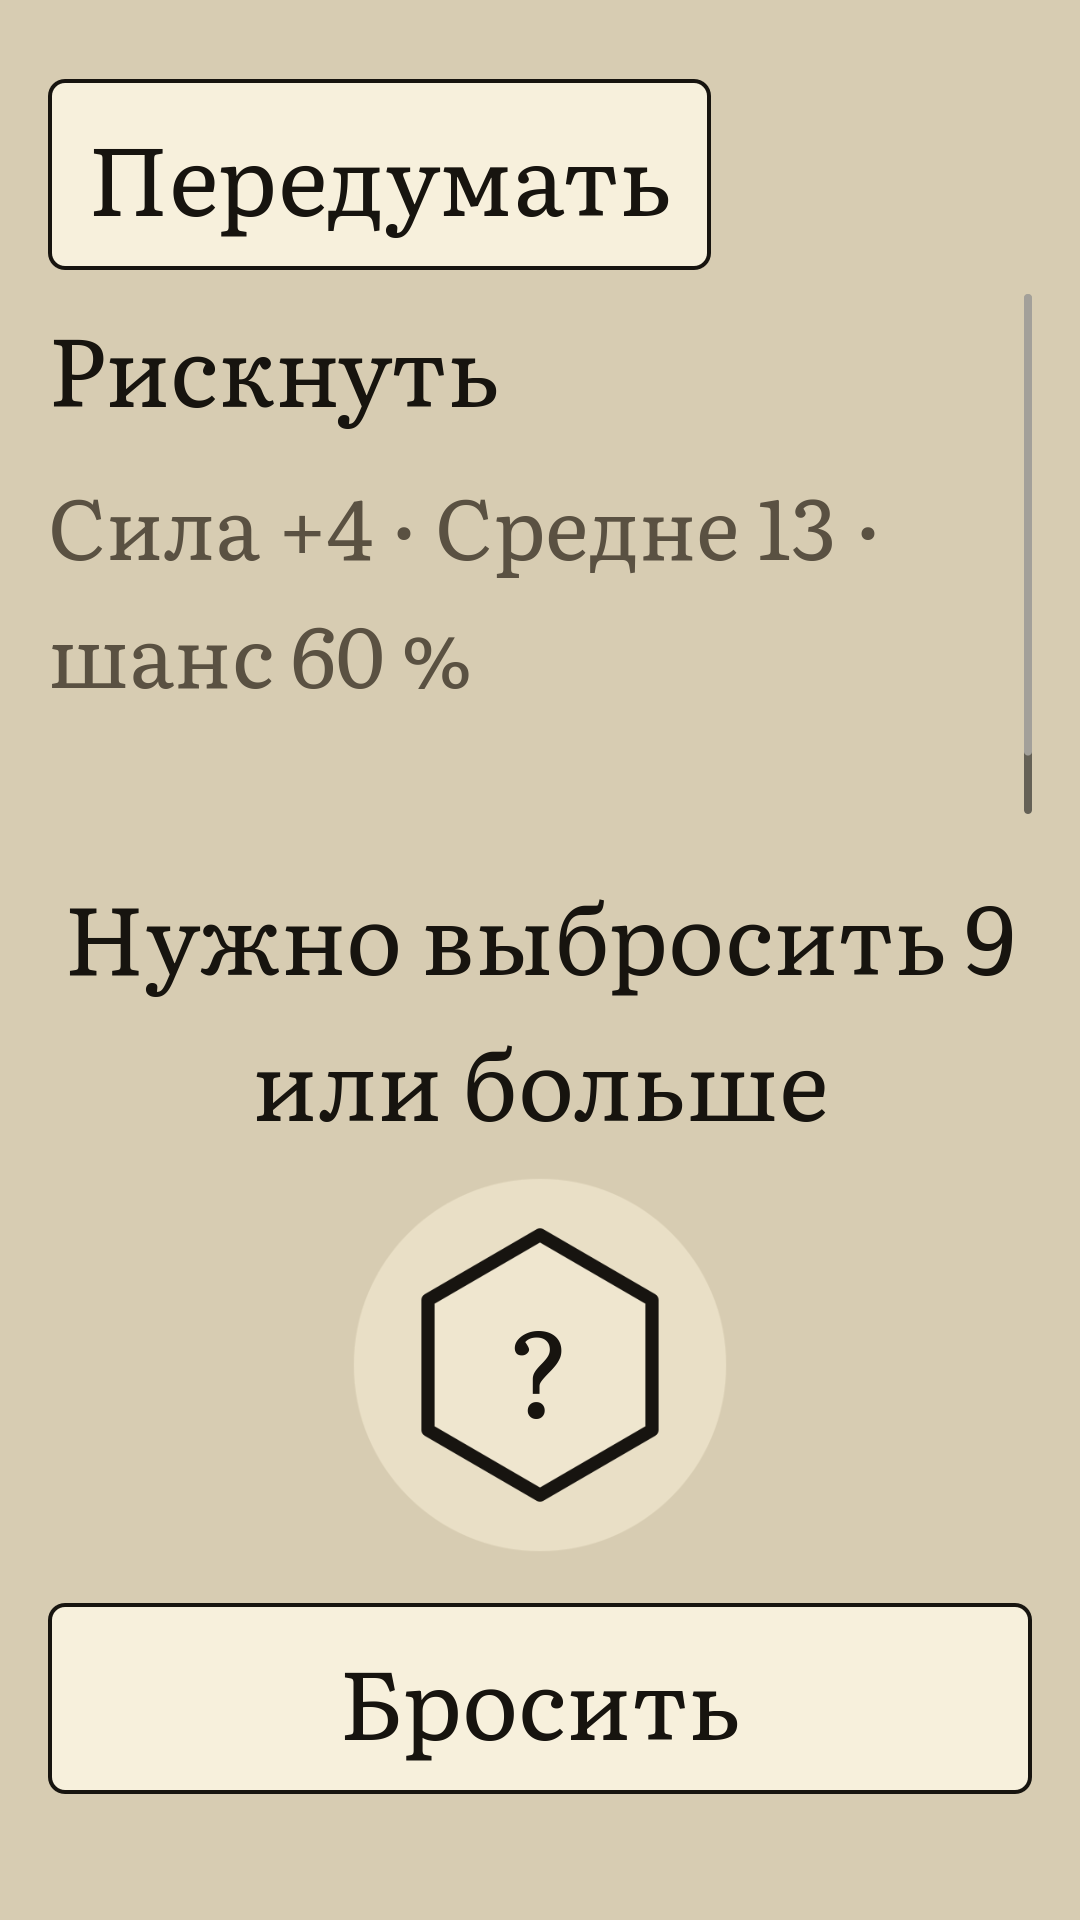 Передумать
Рискнуть
Сила +4 · Средне 13 ·
шанс 60 %
Нужно выбросить 9
или больше
?
Бросить